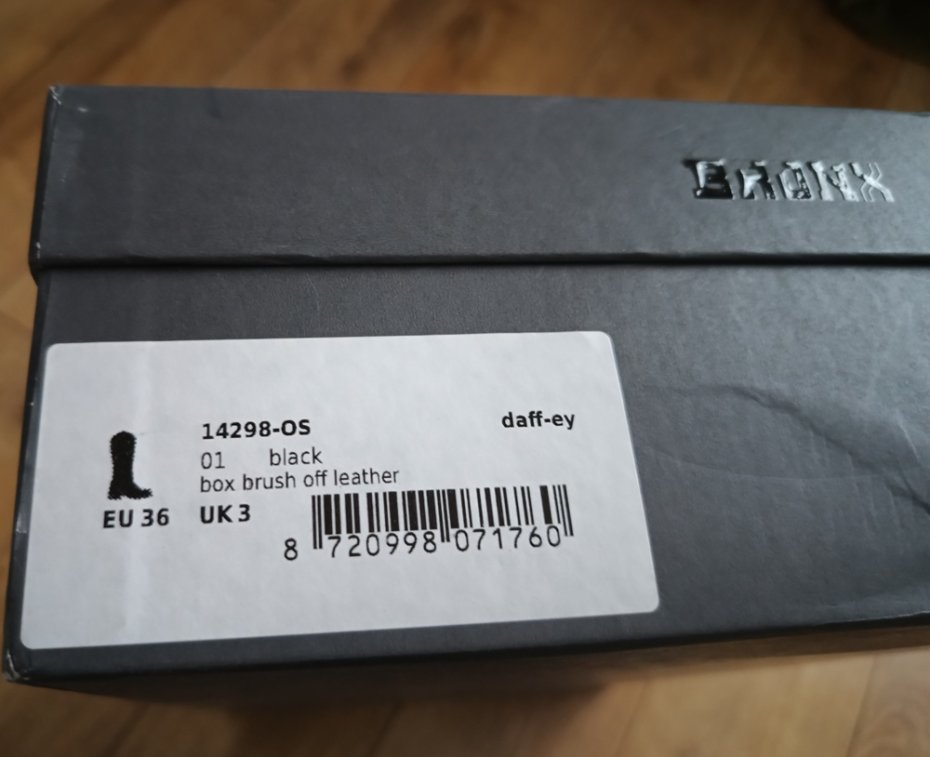 BRONX
14298-OS daff-ey
01 black
box brush off leather
EU 36 UK 3
8 720998 071760